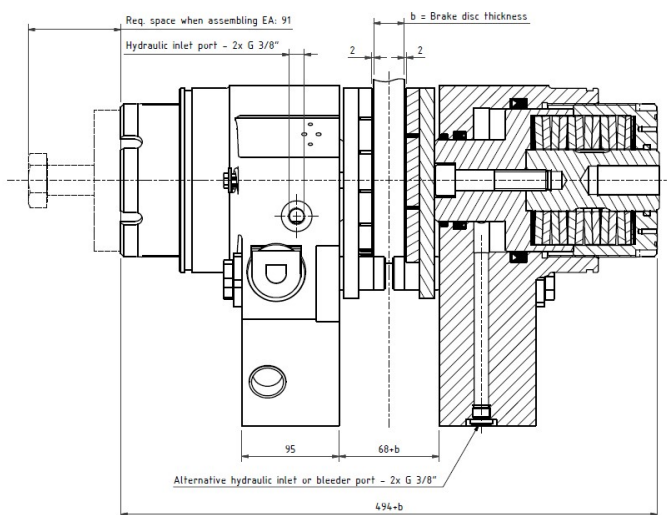 Req. space when assembling EA: 91
b = Brake disc thickness
Hydraulic inlet port - 2x G 3/8"
2
2
95
68+b
Alternative hydraulic inlet or bleeder port - 2x G 3/8"
494+b